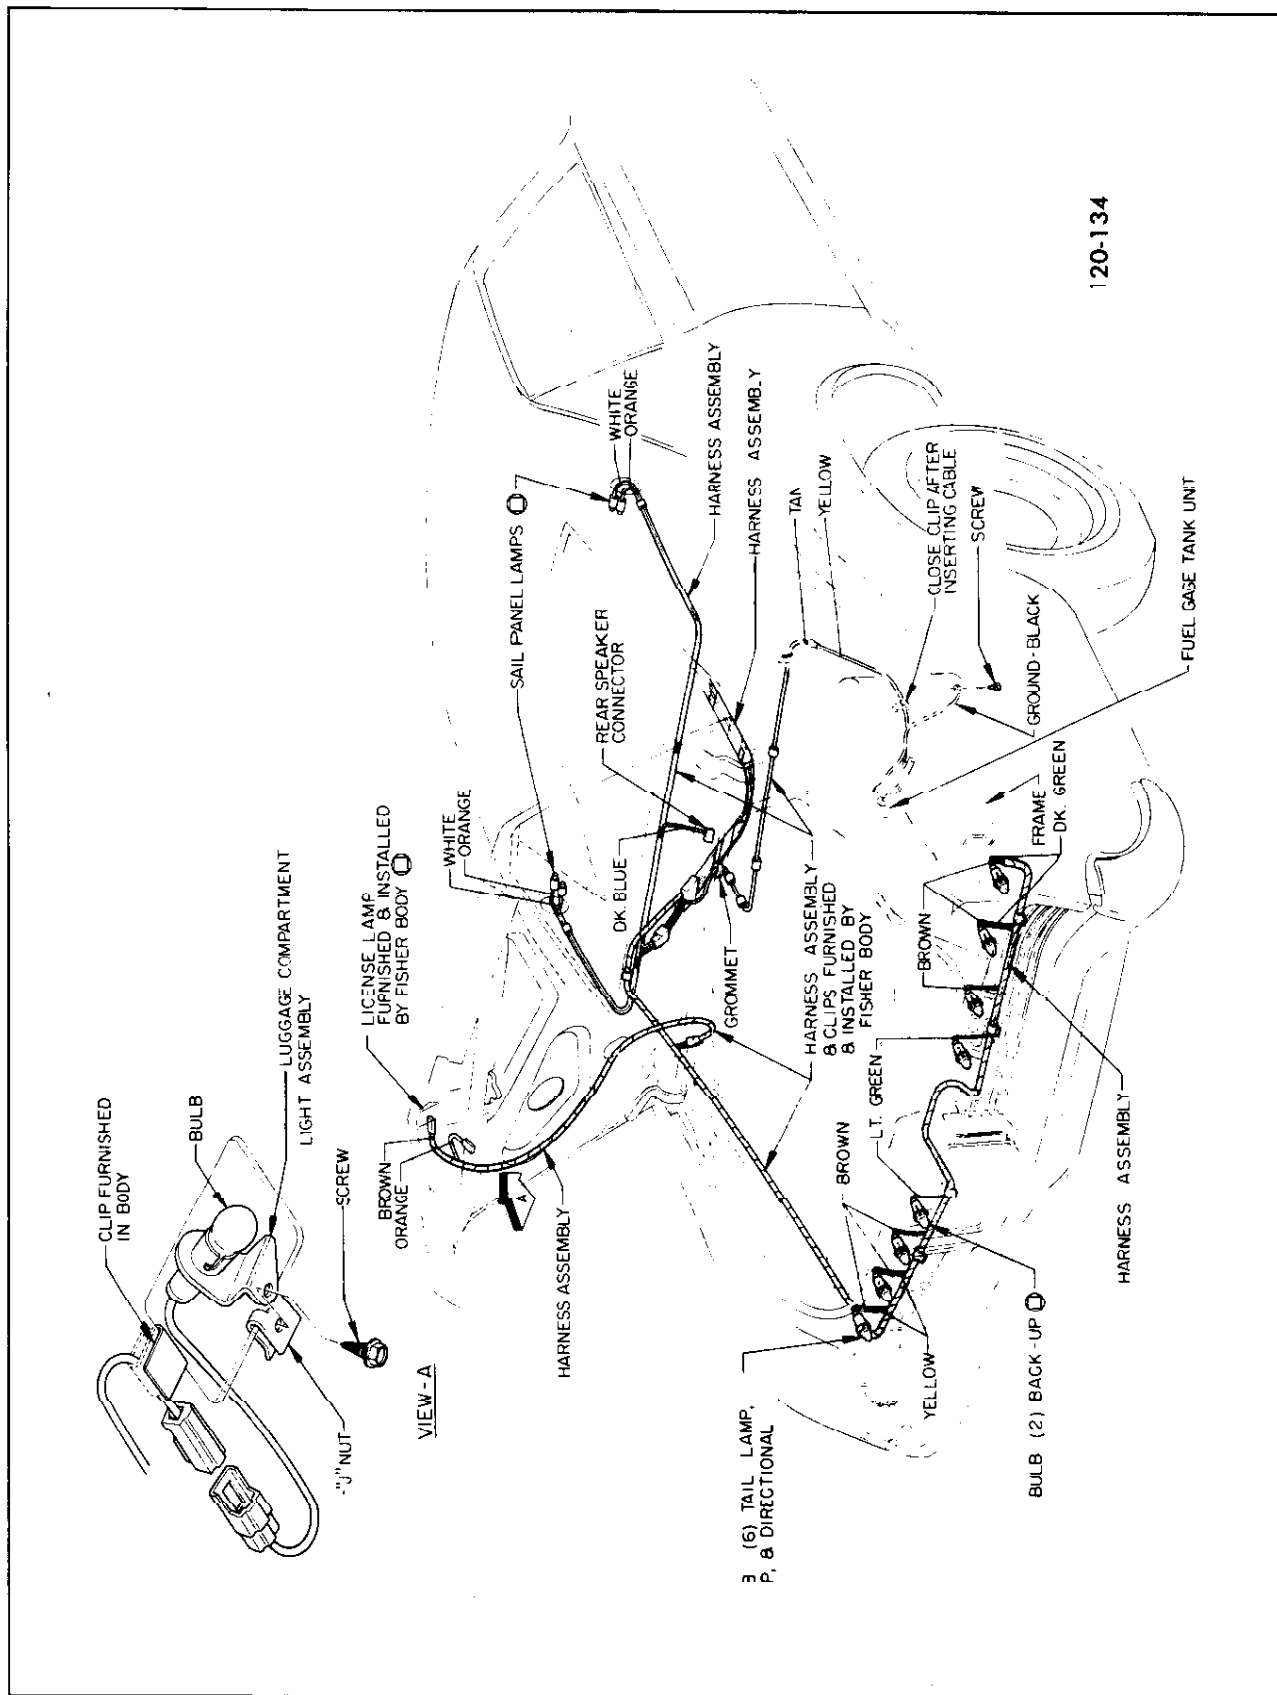 CLIP FURNISHED
IN BODY
BULB
LUGGAGE COMPARTMENT
LIGHT ASSEMBLY
SCREW
"J" NUT
VIEW-A
LICENSE LAMP
FURNISHED & INSTALLED
BY FISHER BODY
BROWN
ORANGE
A
HARNESS ASSEMBLY
WHITE
ORANGE
SAIL PANEL LAMPS
WHITE
ORANGE
DK. BLUE
REAR SPEAKER
CONNECTOR
HARNESS ASSEMBLY
HARNESS ASSEMBLY
GROMMET
TAN
YELLOW
HARNESS ASSEMBLY
& CLIPS FURNISHED
& INSTALLED BY
FISHER BODY
CLOSE CLIP AFTER
INSERTING CABLE
SCREW
GROUND-BLACK
FUEL GAGE TANK UNIT
FRAME
DK. GREEN
BROWN
LT. GREEN
BROWN
YELLOW
(6) TAIL LAMP,
P, & DIRECTIONAL
BULB (2) BACK-UP
HARNESS ASSEMBLY
120-134